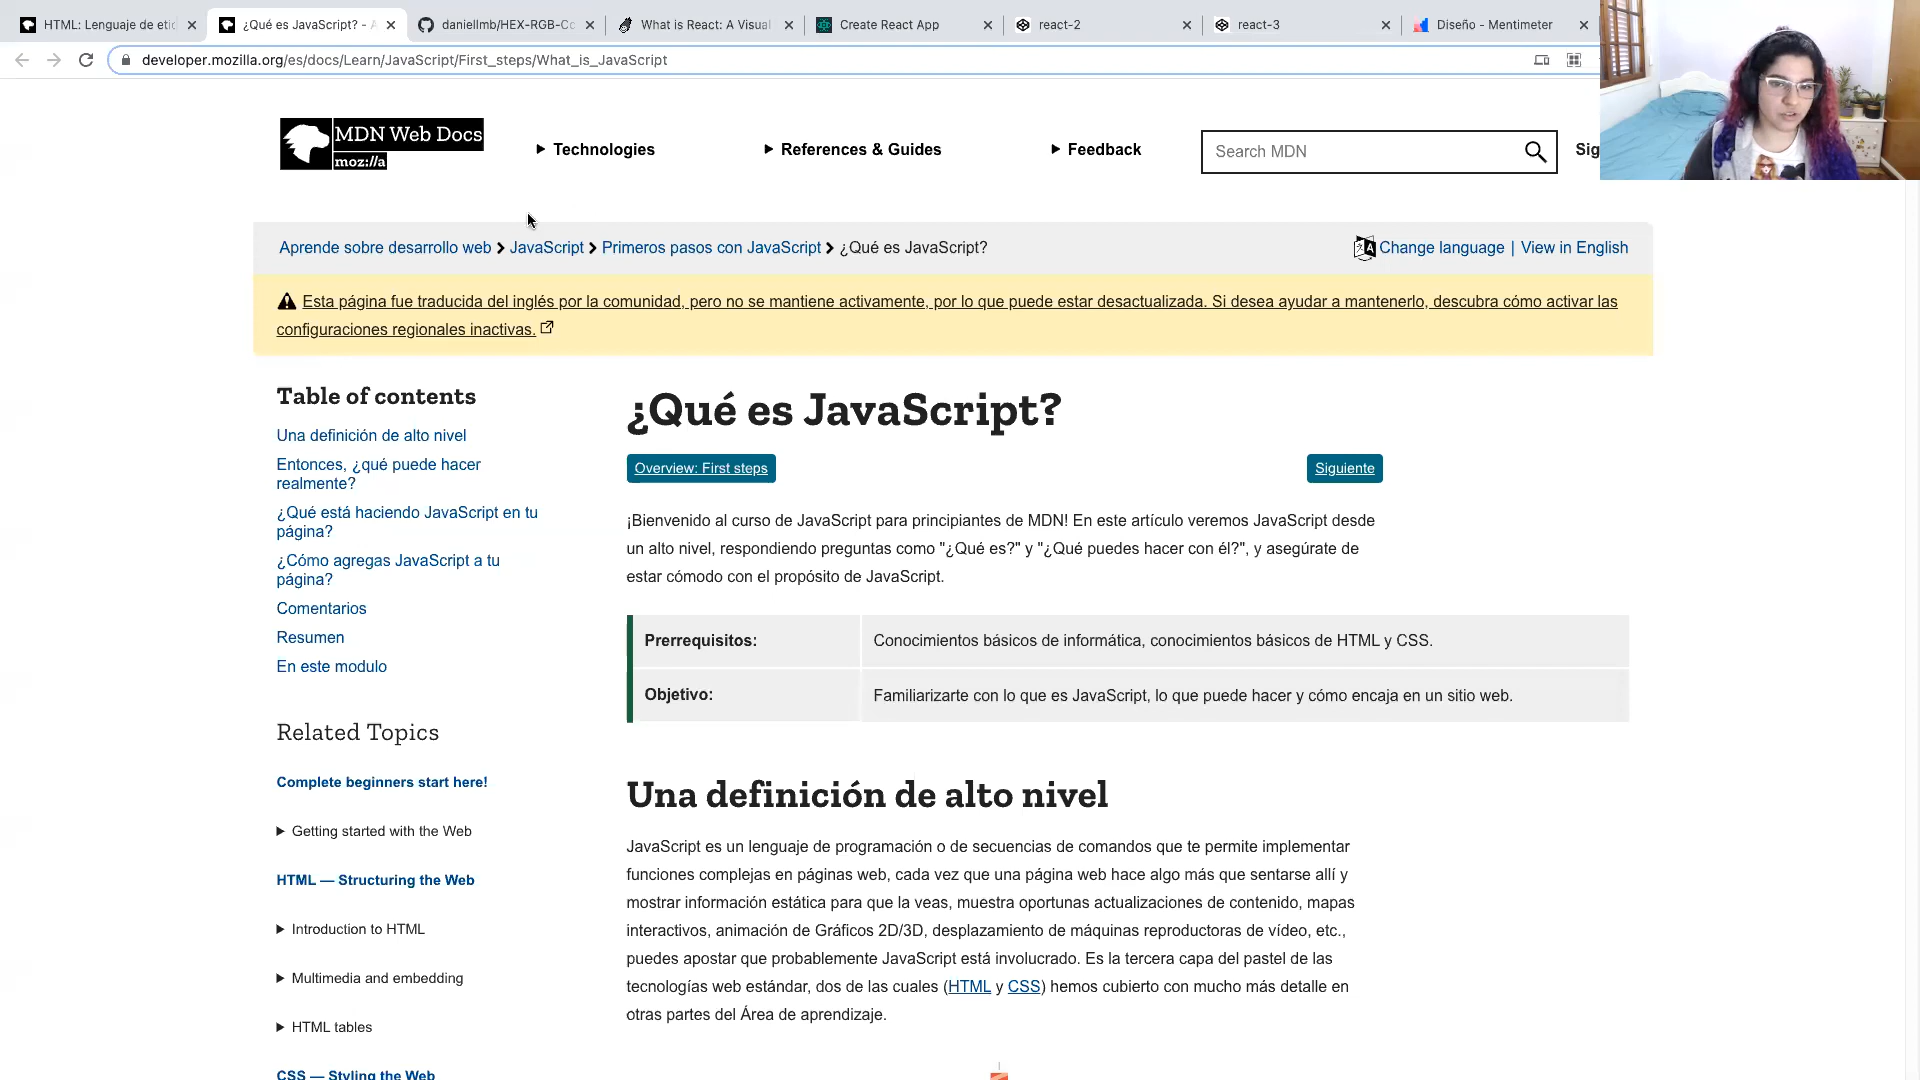 HTML: Lenguaje de etiq
¿Qué es JavaScript? - A
daniellmb/HEX-RGB-Co
What is React: A Visual
Create React App
react-2
react-3
Diseño - Mentimeter
developer.mozilla.org/es/docs/Learn/JavaScript/First_steps/What_is_JavaScript
MDN Web Docs
moz://a
Technologies
References & Guides
Feedback
Search MDN
Sig
Aprende sobre desarrollo web > JavaScript > Primeros pasos con JavaScript > ¿Qué es JavaScript?
Change language | View in English
Esta página fue traducida del inglés por la comunidad, pero no se mantiene activamente, por lo que puede estar desactualizada. Si desea ayudar a mantenerlo, descubra cómo activar las
configuraciones regionales inactivas.
Table of contents
Una definición de alto nivel
Entonces, ¿qué puede hacer
realmente?
¿Qué está haciendo JavaScript en tu
página?
¿Cómo agregas JavaScript a tu
página?
Comentarios
Resumen
En este modulo
Related Topics
Complete beginners start here!
Getting started with the Web
HTML — Structuring the Web
Introduction to HTML
Multimedia and embedding
HTML tables
CSS — Styling the Web
¿Qué es JavaScript?
Overview: First steps
Siguiente
¡Bienvenido al curso de JavaScript para principiantes de MDN! En este artículo veremos JavaScript desde
un alto nivel, respondiendo preguntas como "¿Qué es?" y "¿Qué puedes hacer con él?", y asegúrate de
estar cómodo con el propósito de JavaScript.
Prerrequisitos:
Conocimientos básicos de informática, conocimientos básicos de HTML y CSS.
Objetivo:
Familiarizarte con lo que es JavaScript, lo que puede hacer y cómo encaja en un sitio web.
Una definición de alto nivel
JavaScript es un lenguaje de programación o de secuencias de comandos que te permite implementar
funciones complejas en páginas web, cada vez que una página web hace algo más que sentarse allí y
mostrar información estática para que la veas, muestra oportunas actualizaciones de contenido, mapas
interactivos, animación de Gráficos 2D/3D, desplazamiento de máquinas reproductoras de vídeo, etc.,
puedes apostar que probablemente JavaScript está involucrado. Es la tercera capa del pastel de las
tecnologías web estándar, dos de las cuales (HTML y CSS) hemos cubierto con mucho más detalle en
otras partes del Área de aprendizaje.